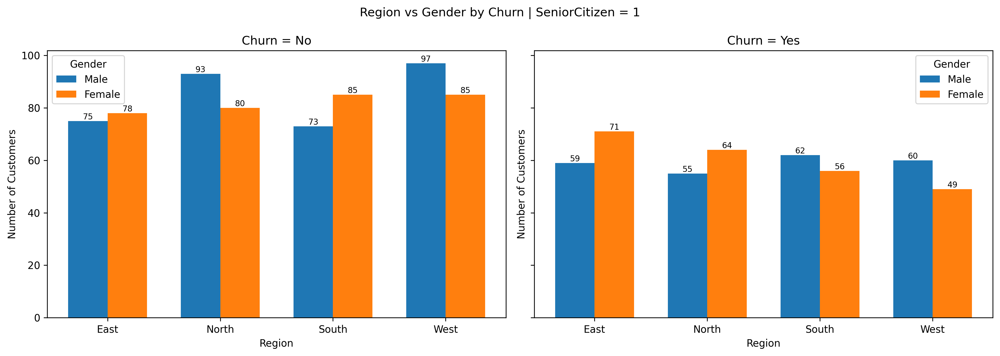 Region vs Gender by Churn | SeniorCitizen = 1
Churn = No
Number of Customers
100
80
60
40
20
0
Gender
Male
Female
75
78
93
80
73
85
97
85
East
North
South
West
Region
Churn = Yes
Number of Customers
Gender
Male
Female
59
71
55
64
62
56
60
49
East
North
South
West
Region